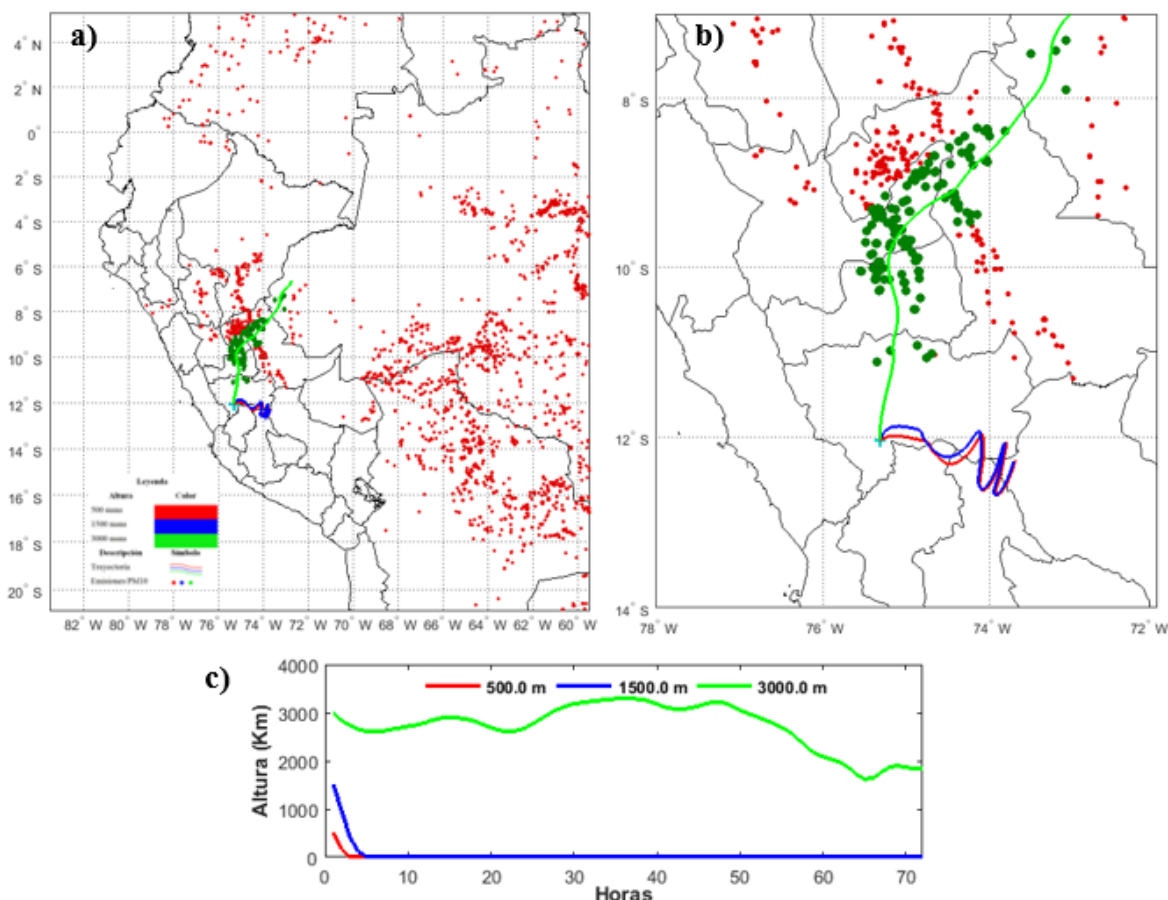 a)
4° N
2° N
0°
2° S
4° S
6° S
8° S
10° S
12° S
14° S
16° S
18° S
20° S
82° W 80° W 78° W 76° W 74° W 72° W 70° W 68° W 66° W 64° W 62° W 60° W
Leyenda
Altura Color
500 msns
1500 msns
3000 msns
Descripción Símbolo
Trayectoria
Emisiones PM10
b)
8° S
10° S
12° S
14° S
78° W 76° W 74° W 72° W
c)
500.0 m 1500.0 m 3000.0 m
Altura (Km)
4000
3000
2000
1000
0
0 10 20 30 40 50 60 70
Horas